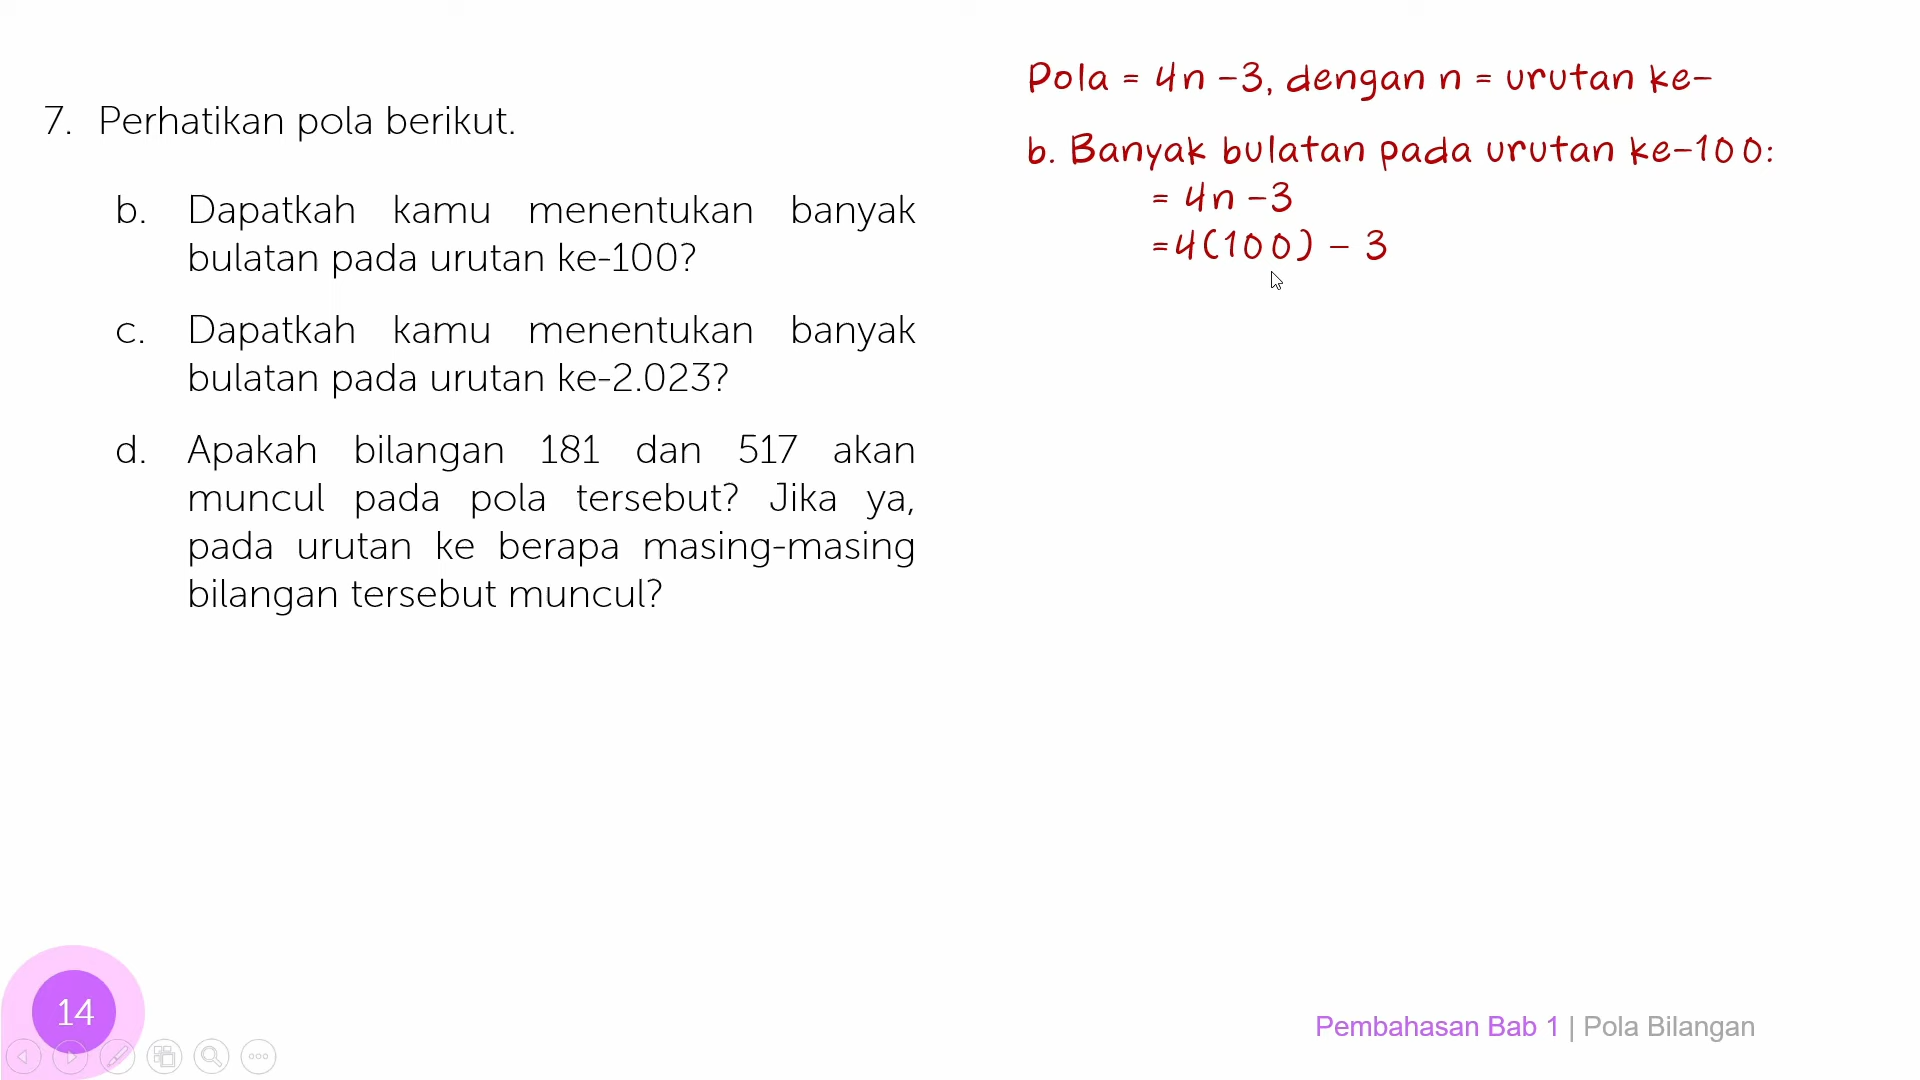 7. Perhatikan pola berikut.
b. Dapatkah kamu menentukan banyak
bulatan pada urutan ke-100?
c. Dapatkah kamu menentukan banyak
bulatan pada urutan ke-2.023?
d. Apakah bilangan 181 dan 517 akan
muncul pada pola tersebut? Jika ya,
pada urutan ke berapa masing-masing
bilangan tersebut muncul?
Pola = 4n -3, dengan n = urutan ke-
b. Banyak bulatan pada urutan ke-100:
= 4n -3
=4(100) - 3
14
Pembahasan Bab 1 | Pola Bilangan